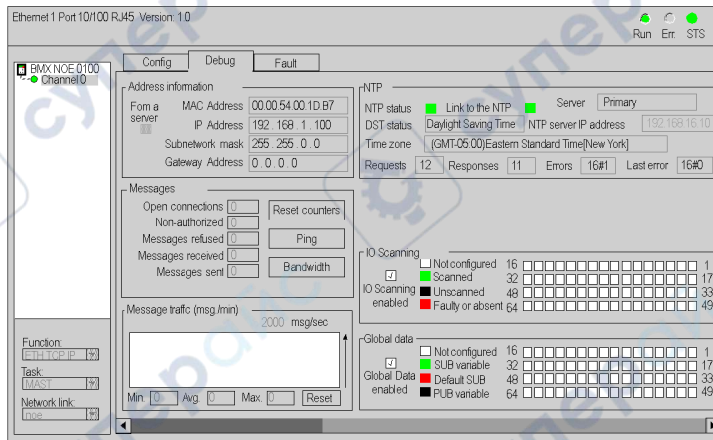 Ethernet 1 Port 10/100 RJ45 Version: 1.0
Run Err. STS
BMX NOE 0100
Channel 0
Config Debug Fault
Address information
Fom a server
MAC Address 00.00.54.00.1D.B7
IP Address 192.168.1.100
Subnetwork mask 255.255.0.0
Gateway Address 0.0.0.0
Messages
Open connections 0
Non-authorized 0
Messages refused 0
Messages received 0
Messages sent 0
Reset counters
Ping
Bandwidth
Message traffc (msg./min)
2000 msg/sec
Min. 0 Avg. 0 Max. 0 Reset
NTP
NTP status Link to the NTP Server Primary
DST status Daylight Saving Time NTP server IP address 192.168.16.10
Time zone (GMT-05:00)Eastern Standard Time[New York]
Requests 12 Responses 11 Errors 16#1 Last error 16#0
IO Scanning
IO Scanning enabled
Not configured 16 1
Scanned 32 17
Unscanned 48 33
Faulty or absent 64 49
Global data
Global Data enabled
Not configured 16 1
SUB variable 32 17
Default SUB 48 33
PUB variable 64 49
Function:
ETH TCP IP
Task:
MAST
Network link:
noe